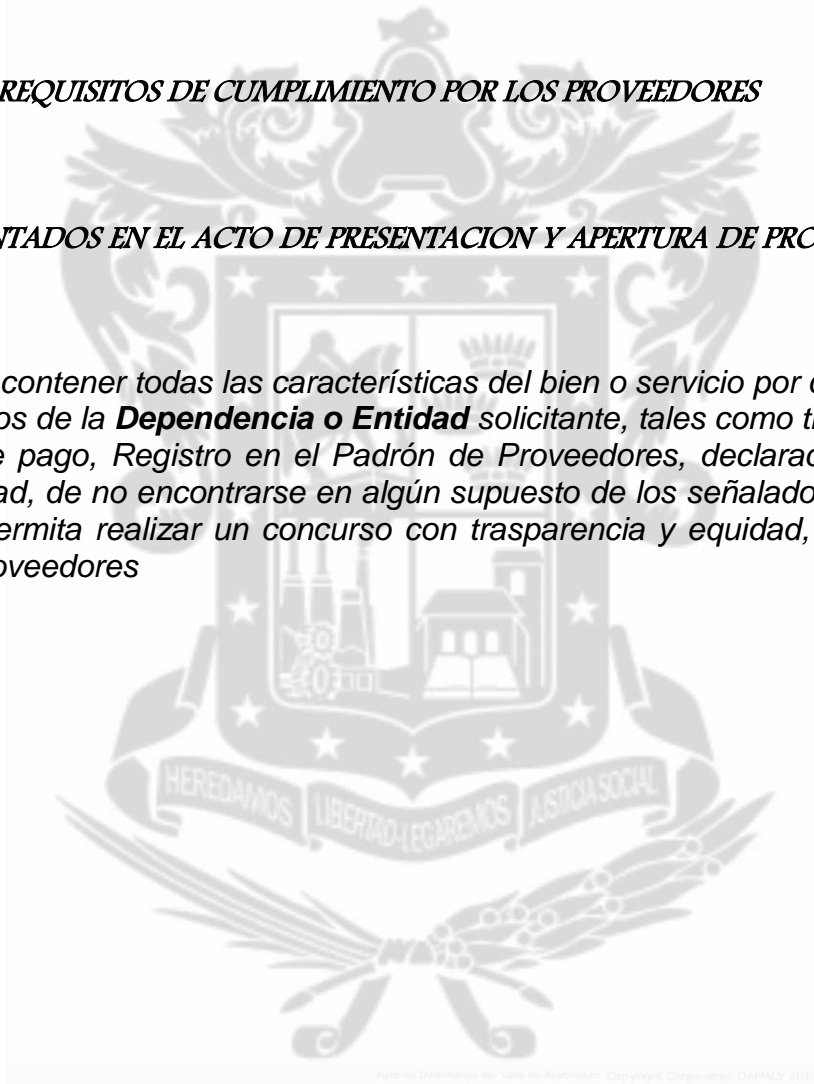 REQUISITOS DE CUMPLIMIENTO POR LOS PROVEEDORES
NTADOS EN EL ACTO DE PRESENTACION Y APERTURA DE PRO
contener todas las características del bien o servicio por
os de la Dependencia o Entidad solicitante, tales como
e pago, Registro en el Padrón de Proveedores, declarac
ad, de no encontrarse en algún supuesto de los señalado
ermita realizar un concurso con trasparencia y equidad,
oveedores
HEREDAMOS LIBERTAD-LEGAREMOS JUSTICIA SOCIAL